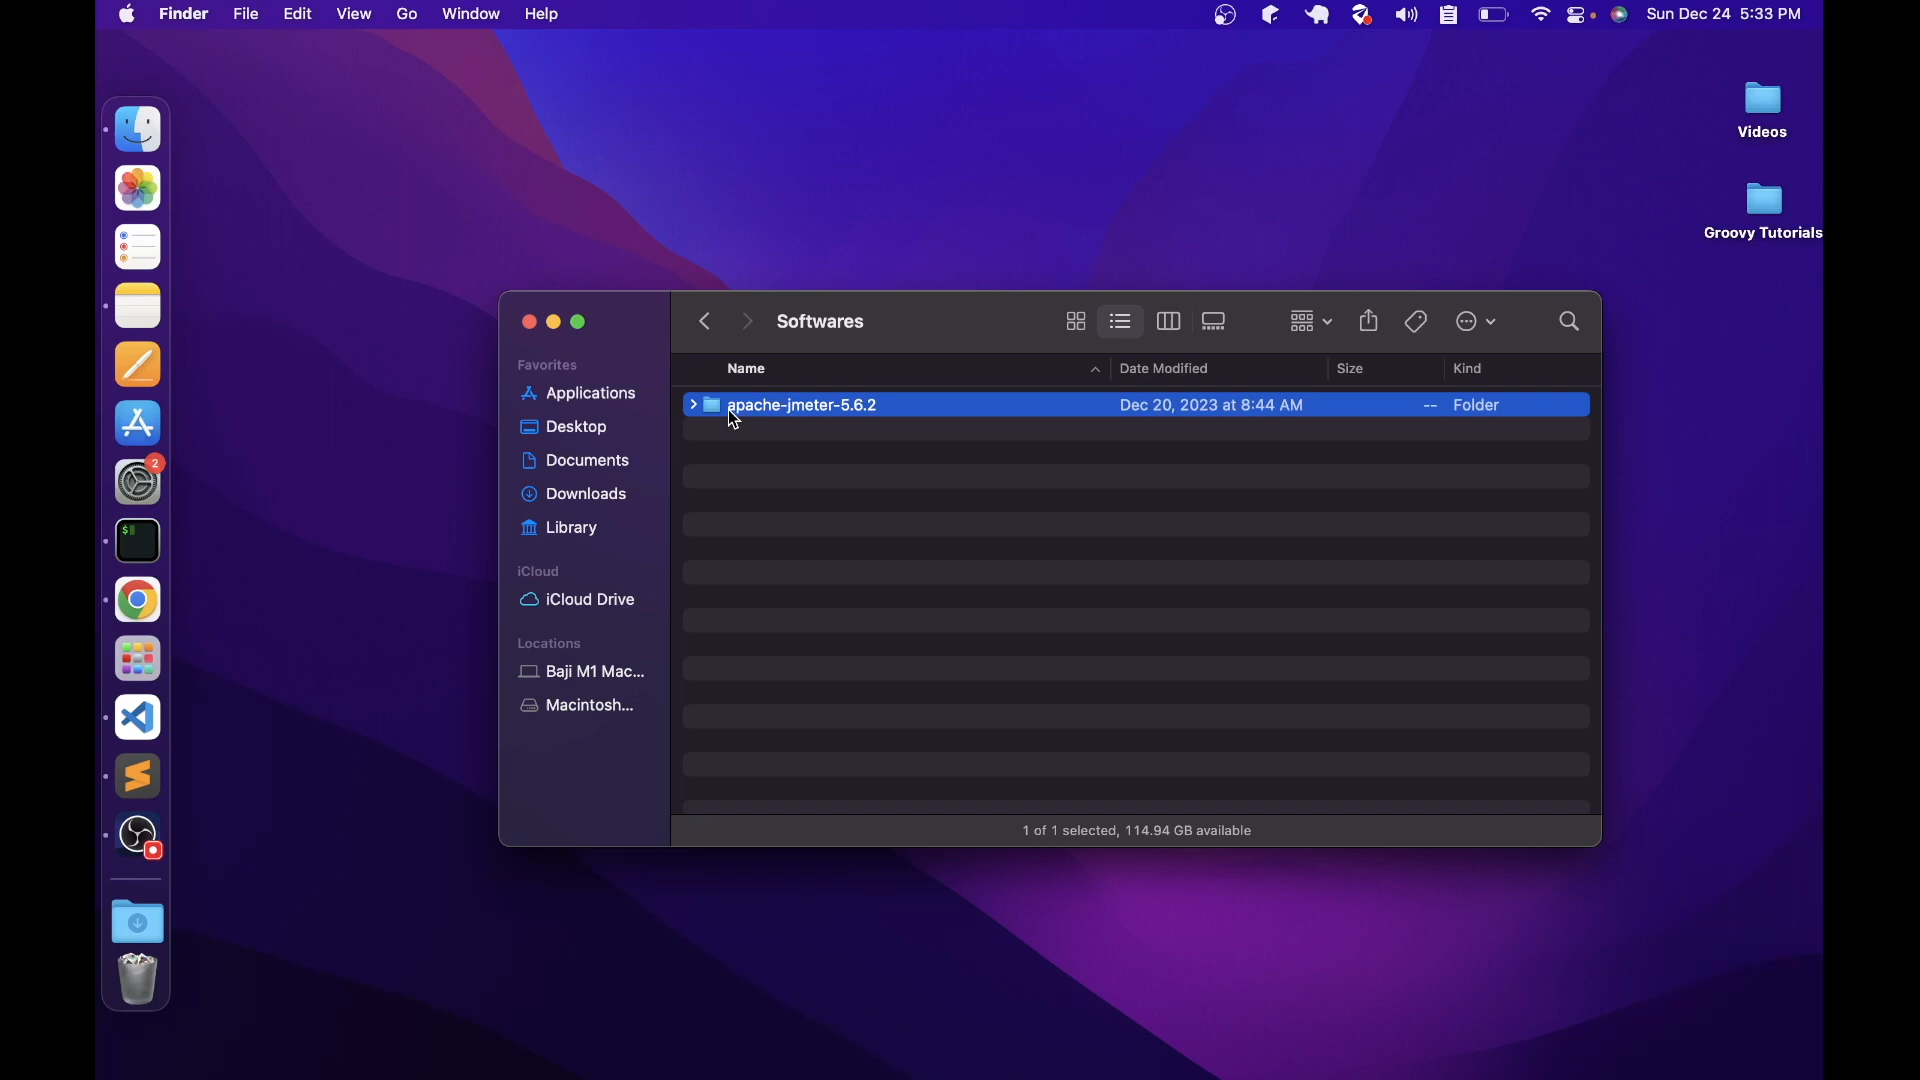 Finder File Edit View Go Window Help Sun Dec 24 5:33 PM
Videos
Groovy Tutorials
Softwares
Favorites
Applications
Desktop
Documents
Downloads
Library
iCloud
iCloud Drive
Locations
Baji M1 Mac...
Macintosh...
Name Date Modified Size Kind
apache-jmeter-5.6.2 Dec 20, 2023 at 8:44 AM -- Folder
1 of 1 selected, 114.94 GB available
2
$